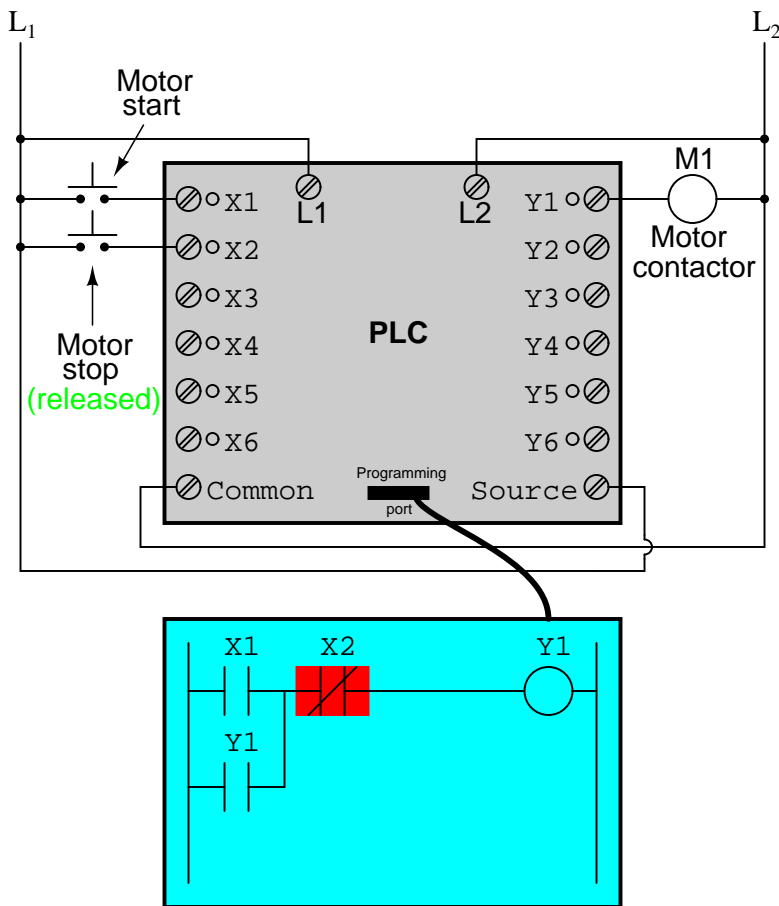 L1
L2
Motor
start
M1
X1
L1
L2
Y1
X2
Y2
Motor
contactor
X3
Y3
Motor
stop
(released)
X4
PLC
Y4
X5
Y5
X6
Y6
Common
Programming
port
Source
X1
X2
Y1
Y1